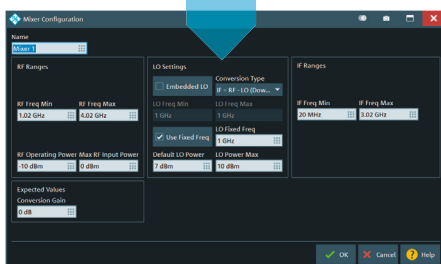 Mixer Configuration
Name
Mixer 1
RF Ranges
RF Freq Min RF Freq Max
1.02 GHz 4.02 GHz
RF Operating Power Max RF Input Power
-10 dBm 0 dBm
LO Settings
Embedded LO
Conversion Type
IF = RF - LO (Dow...
LO Freq Min LO Freq Max
1 GHz 1 GHz
Use Fixed Freq
LO Fixed Freq
1 GHz
Default LO Power LO Power Max
7 dBm 10 dBm
IF Ranges
IF Freq Min IF Freq Max
20 MHz 3.02 GHz
Expected Values
Conversion Gain
0 dB
OK Cancel Help